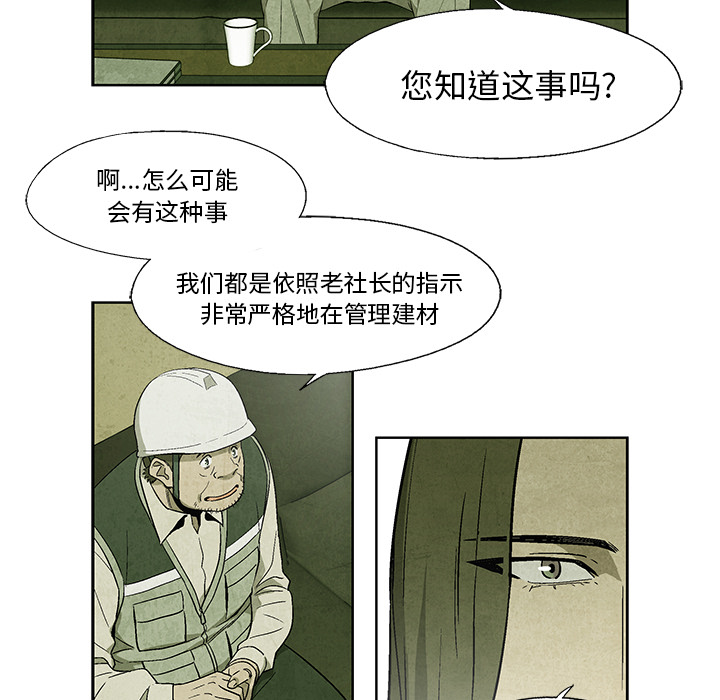 您知道这事吗?
啊...怎么可能
会有这种事
我们都是依照老社长的指示
非常严格地在管理建材